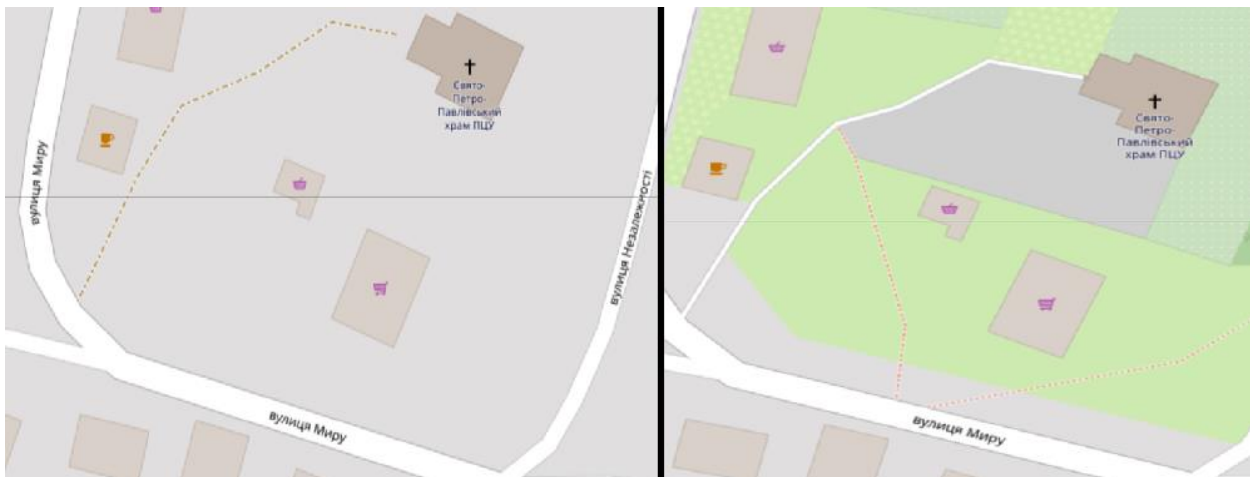 Свято-
Петро-
Павлівський
храм ПЦУ
вулиця Миру
вулиця Незалежності
вулиця Миру
Свято-
Петро-
Павлівський
храм ПЦУ
вулиця Миру